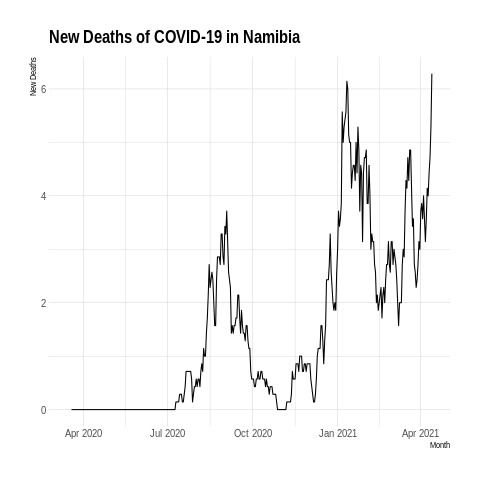 New Deaths of COVID-19 in Namibia
New Deaths
6
4
2
0
Apr 2020 Jul 2020 Oct 2020 Jan 2021 Apr 2021
Month